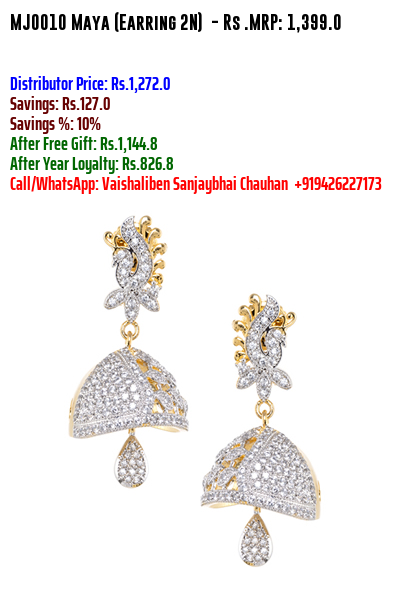 MJ0010 Maya (Earring 2N)  - Rs .MRP: 1,399.0
Distributor Price: Rs.1,272.0
Savings: Rs.127.0
Savings %: 10%
After Free Gift: Rs.1,144.8
After Year Loyalty: Rs.826.8
Call/WhatsApp: Vaishaliben Sanjaybhai Chauhan  +919426227173